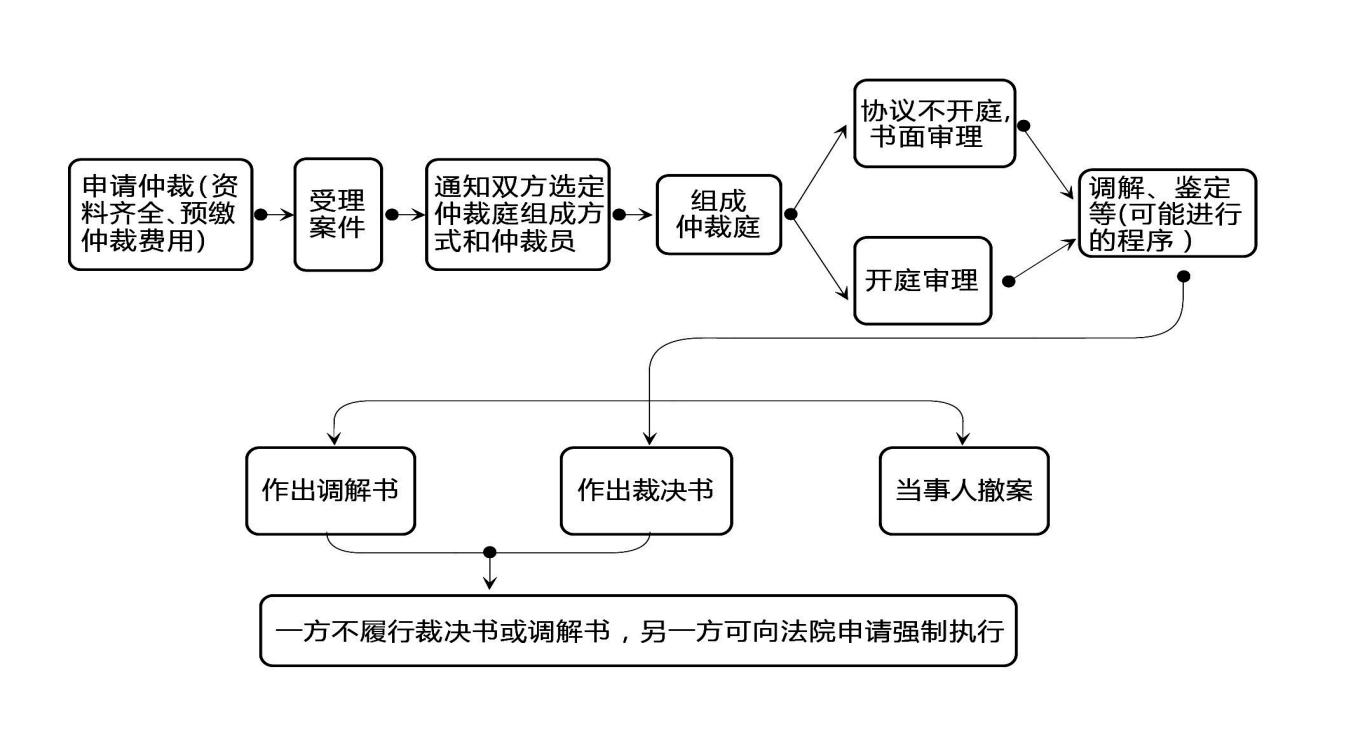 申请仲裁（资
料齐全、预缴
仲裁费用）
受理
案件
通知双方选定
仲裁庭组成方
式和仲裁员
组成
仲裁庭
协议不开庭，
书面审理
开庭审理
调解、鉴定
等(可能进行
的程序）
作出调解书
作出裁决书
当事人撤案
一方不履行裁决书或调解书，另一方可向法院申请强制执行